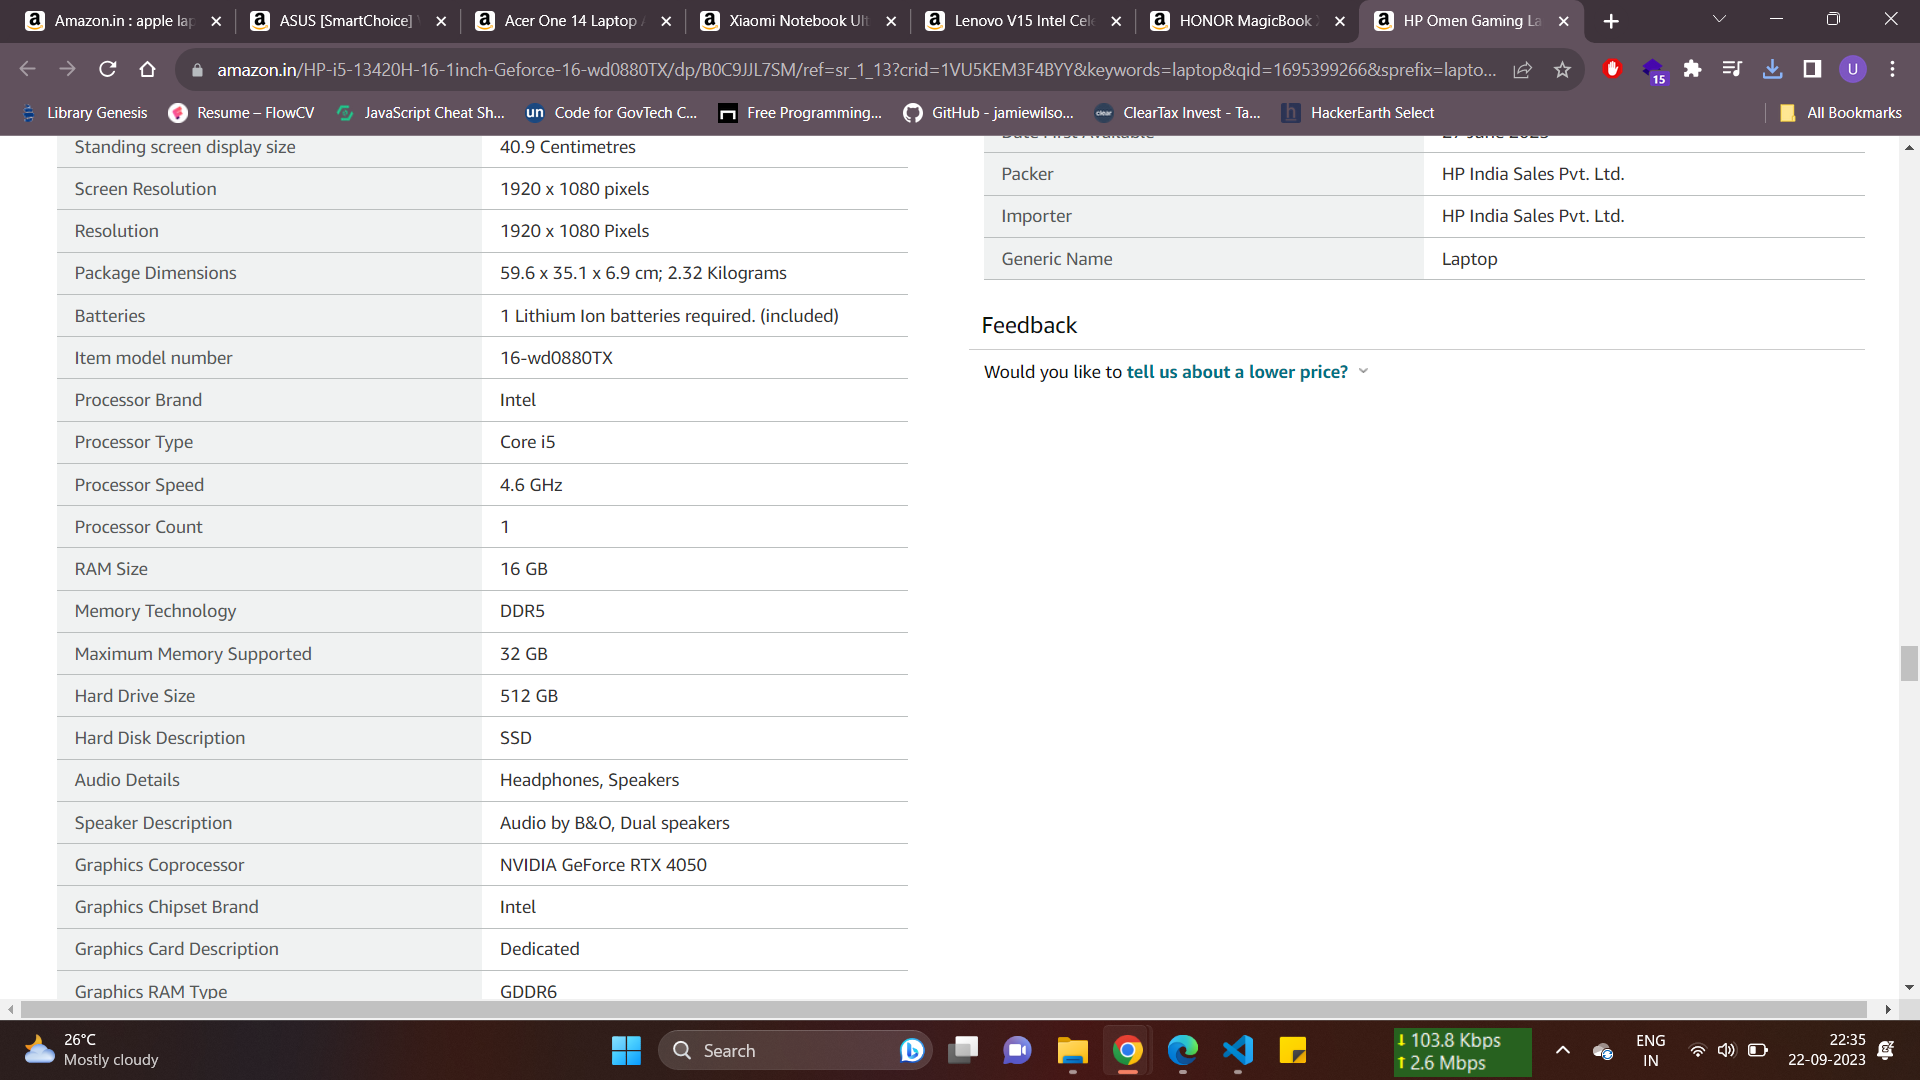 Amazon.in : apple la
ASUS [SmartChoice]
Acer One 14 Laptop
Xiaomi Notebook Ult
Lenovo V15 Intel Cel
HONOR MagicBook
HP Omen Gaming La
amazon.in/HP-i5-13420H-16-1inch-Geforce-16-wd0880TX/dp/B0C9JJL7SM/ref=sr_1_13?crid=1VU5KEM3F4BYY&keywords=laptop&qid=1695399266&sprefix=lapto...
15
U
Library Genesis
Resume – FlowCV
JavaScript Cheat Sh...
un Code for GovTech C...
Free Programming...
GitHub - jamiewilso...
clear ClearTax Invest - Ta...
h HackerEarth Select
All Bookmarks
Standing screen display size 40.9 Centimetres
Screen Resolution 1920 x 1080 pixels
Resolution 1920 x 1080 Pixels
Package Dimensions 59.6 x 35.1 x 6.9 cm; 2.32 Kilograms
Batteries 1 Lithium Ion batteries required. (included)
Item model number 16-wd0880TX
Processor Brand Intel
Processor Type Core i5
Processor Speed 4.6 GHz
Processor Count 1
RAM Size 16 GB
Memory Technology DDR5
Maximum Memory Supported 32 GB
Hard Drive Size 512 GB
Hard Disk Description SSD
Audio Details Headphones, Speakers
Speaker Description Audio by B&O, Dual speakers
Graphics Coprocessor NVIDIA GeForce RTX 4050
Graphics Chipset Brand Intel
Graphics Card Description Dedicated
Graphics RAM Type GDDR6
Date First Available 27 June 2023
Packer HP India Sales Pvt. Ltd.
Importer HP India Sales Pvt. Ltd.
Generic Name Laptop
Feedback
Would you like to tell us about a lower price?
26°C
Mostly cloudy
Search
103.8 Kbps
2.6 Mbps
ENG
IN
22:35
22-09-2023